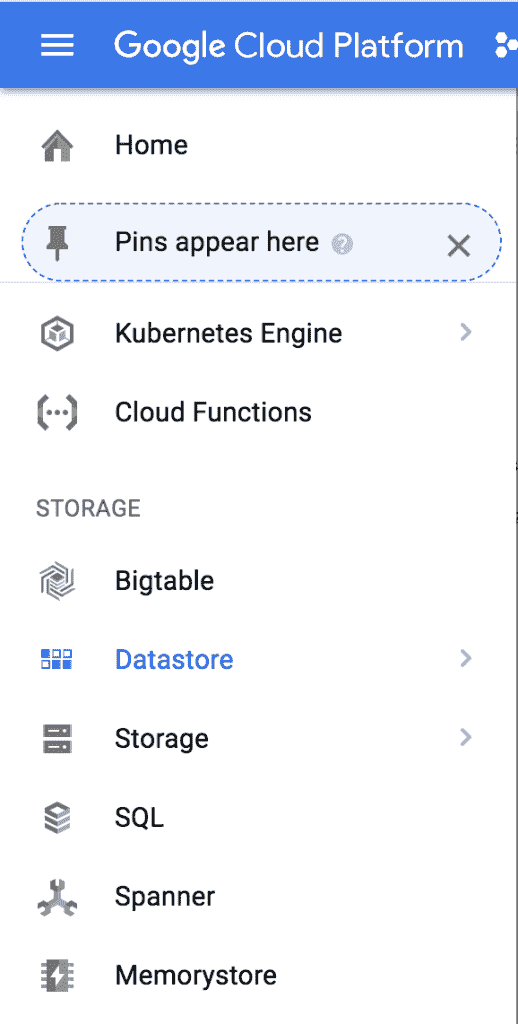 Google Cloud Platform
Home
Pins appear here ?
Kubernetes Engine
Cloud Functions
STORAGE
Bigtable
Datastore
Storage
SQL
Spanner
Memorystore